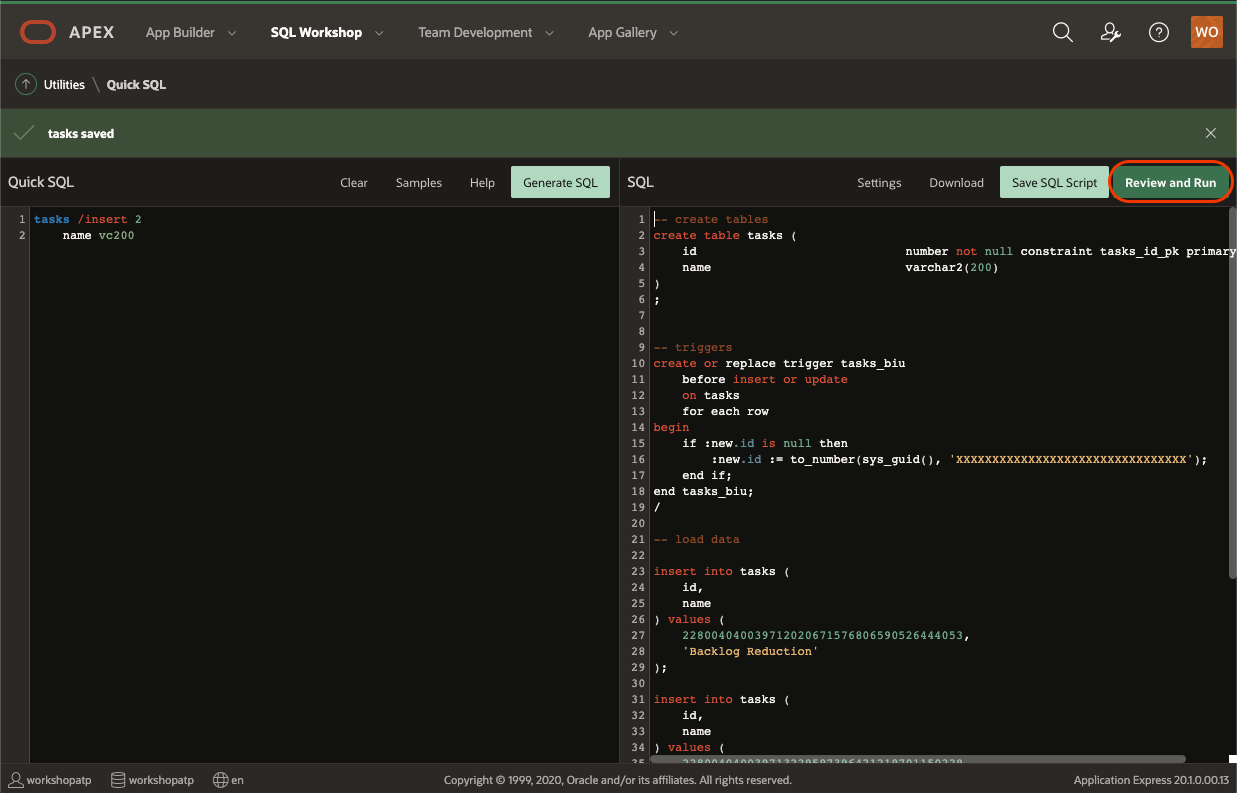 APEX App Builder SQL Workshop Team Development App Gallery WO
Utilities \ Quick SQL
tasks saved
Quick SQL Clear Samples Help Generate SQL
1 tasks /insert 2
2 name vc200
SQL Settings Download Save SQL Script Review and Run
1 -- create tables
2 create table tasks (
3 id number not null constraint tasks_id_pk primary
4 name varchar2(200)
5 )
6 ;
7
8
9 -- triggers
10 create or replace trigger tasks_biu
11 before insert or update
12 on tasks
13 for each row
14 begin
15 if :new.id is null then
16 :new.id := to_number(sys_guid(), 'XXXXXXXXXXXXXXXXXXXXXXXXXXXXXXXX');
17 end if;
18 end tasks_biu;
19 /
20
21 -- load data
22
23 insert into tasks (
24 id,
25 name
26 ) values (
27 228004040039712020671576806590526444053,
28 'Backlog Reduction'
29 );
30
31 insert into tasks (
32 id,
33 name
34 ) values (
35
workshopatp workshopatp en Copyright © 1999, 2020, Oracle and/or its affiliates. All rights reserved. Application Express 20.1.0.00.13